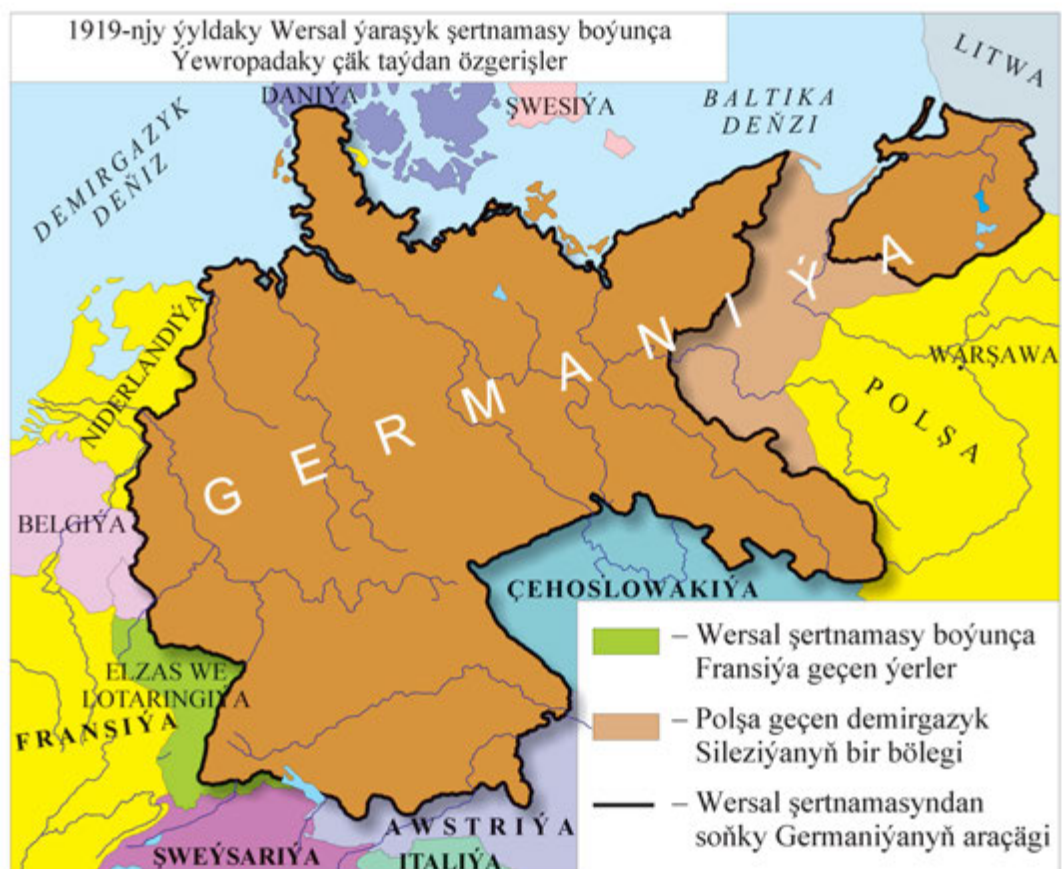 1919-njy ýyldaky Wersal ýaraşyk şertnamasy boýunça
Ýewropadaky çäk taýdan özgerişler
LITWA
DANIÝA
ŞWESIÝA
BALTIKA
DEŇZI
DEMIRGAZYK
DEŇIZ
NIDERLANDIÝA
GERMANIÝA
WARŞAWA
POLŞA
BELGIÝA
ÇEHOSLOWAKIÝA
ELZAS WE
LOTARINGIÝA
FRANSIÝA
AWSTRIÝA
ŞWEÝSARIÝA
ITALIÝA
– Wersal şertnamasy boýunça
Fransiýa geçen ýerler
– Polşa geçen demirgazyk
Sileziýanyň bir bölegi
– Wersal şertnamasyndan
soňky Germaniýanyň araçägi